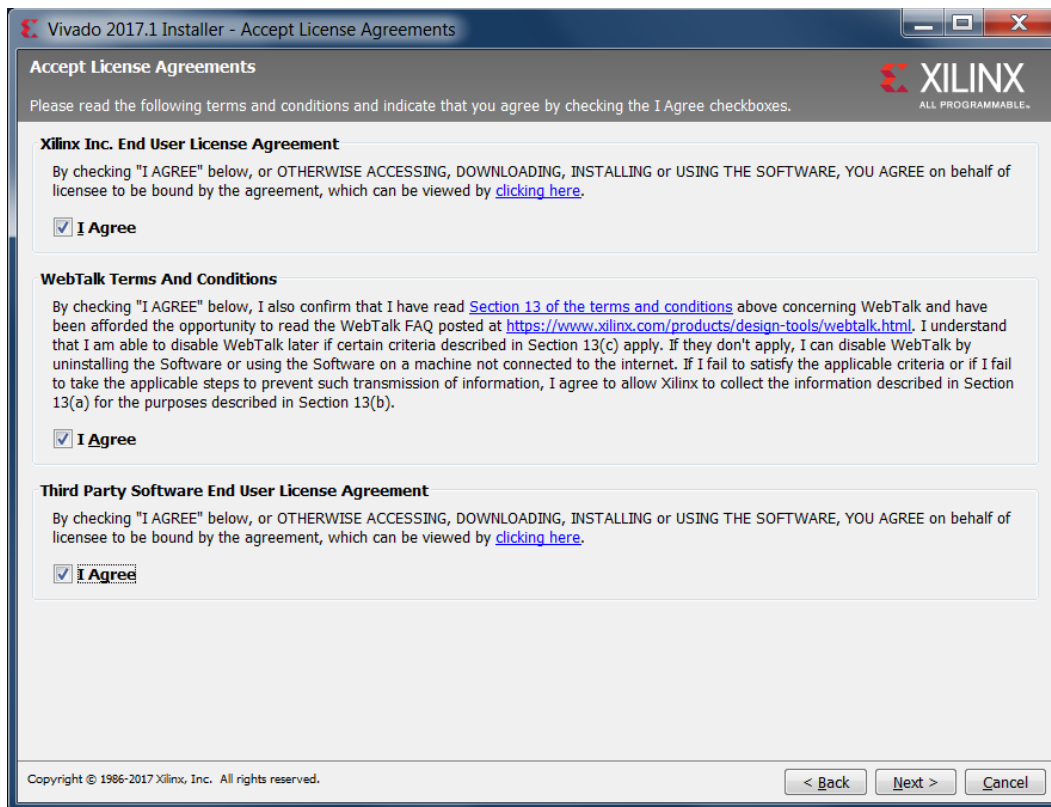 Vivado 2017.1 Installer - Accept License Agreements
Accept License Agreements
XILINX
ALL PROGRAMMABLE™
Please read the following terms and conditions and indicate that you agree by checking the I Agree checkboxes.
Xilinx Inc. End User License Agreement
By checking "I AGREE" below, or OTHERWISE ACCESSING, DOWNLOADING, INSTALLING or USING THE SOFTWARE, YOU AGREE on behalf of
licensee to be bound by the agreement, which can be viewed by clicking here.
I Agree
WebTalk Terms And Conditions
By checking "I AGREE" below, I also confirm that I have read Section 13 of the terms and conditions above concerning WebTalk and have
been afforded the opportunity to read the WebTalk FAQ posted at https://www.xilinx.com/products/design-tools/webtalk.html. I understand
that I am able to disable WebTalk later if certain criteria described in Section 13(c) apply. If they don't apply, I can disable WebTalk by
uninstalling the Software or using the Software on a machine not connected to the internet. If I fail to satisfy the applicable criteria or if I fail
to take the applicable steps to prevent such transmission of information, I agree to allow Xilinx to collect the information described in Section
13(a) for the purposes described in Section 13(b).
I Agree
Third Party Software End User License Agreement
By checking "I AGREE" below, or OTHERWISE ACCESSING, DOWNLOADING, INSTALLING or USING THE SOFTWARE, YOU AGREE on behalf of
licensee to be bound by the agreement, which can be viewed by clicking here.
I Agree
Copyright © 1986-2017 Xilinx, Inc. All rights reserved.
< Back Next > Cancel